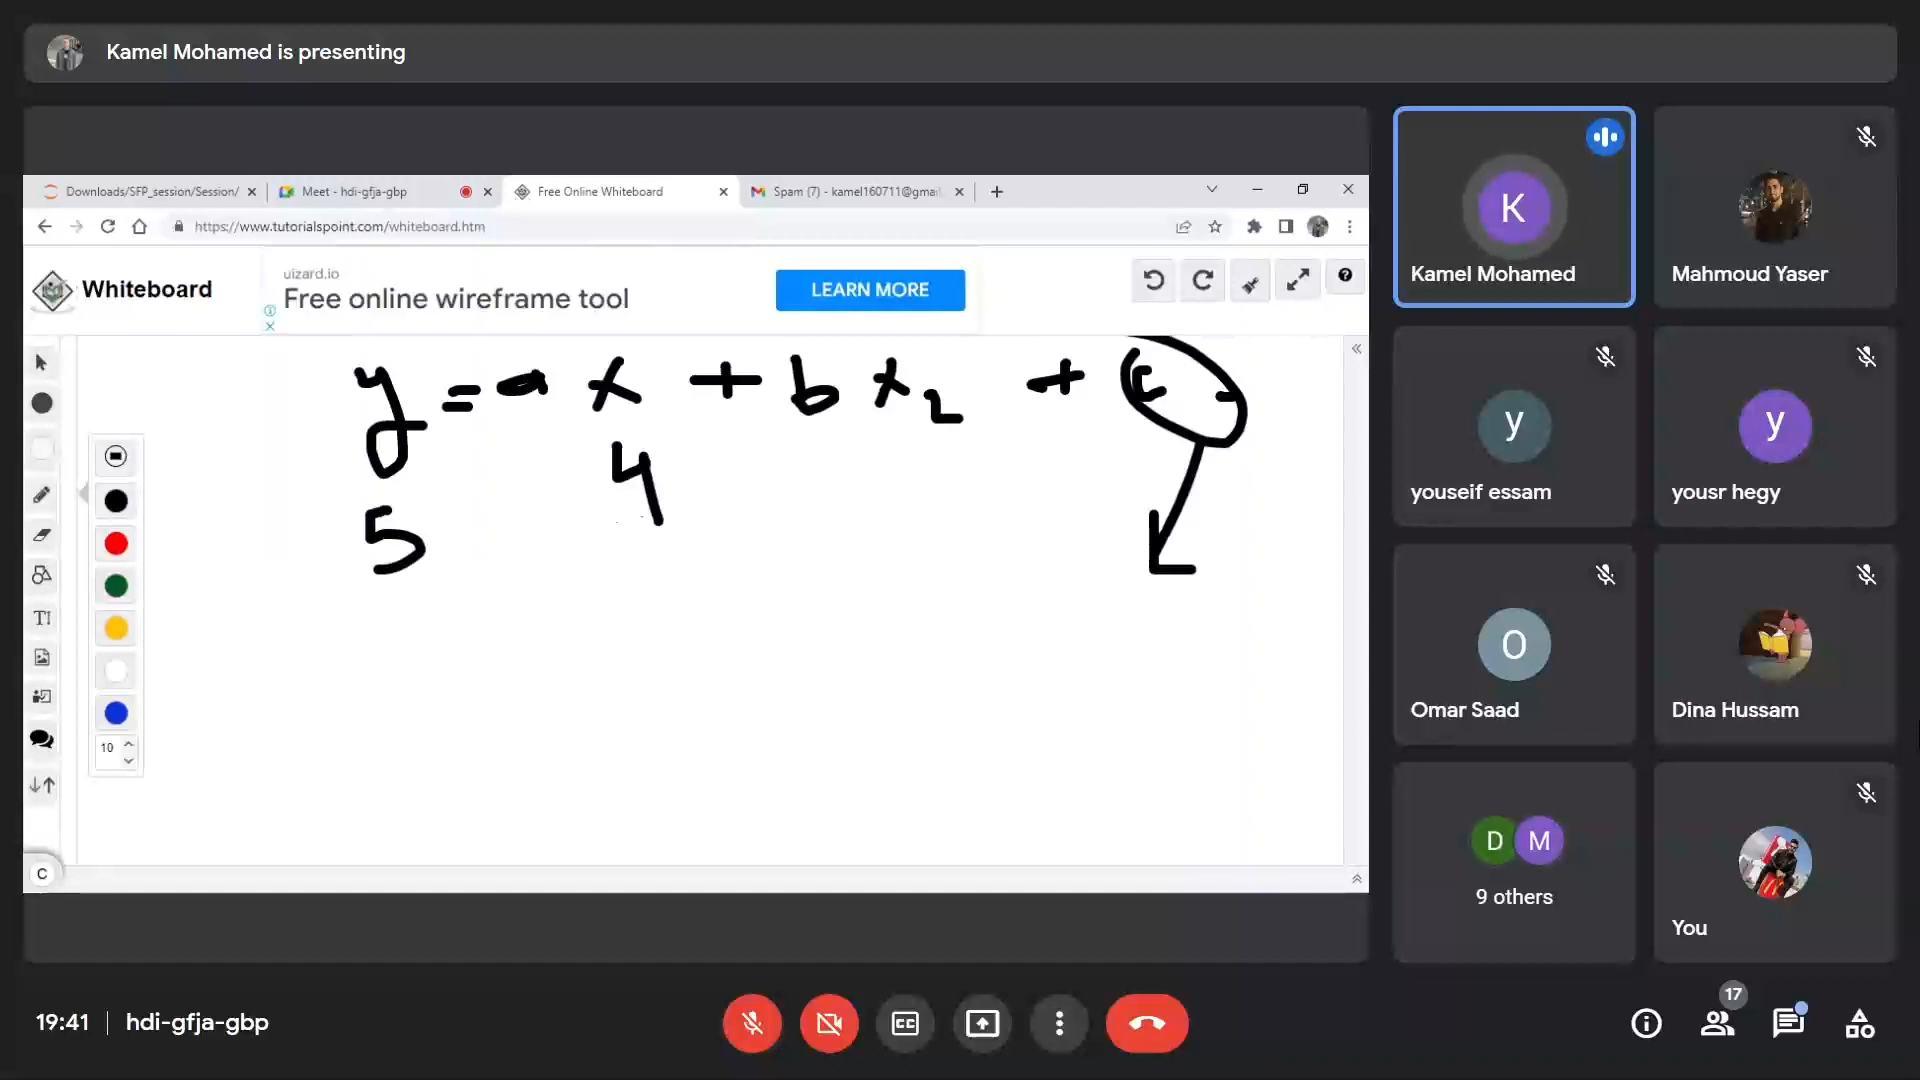 Kamel Mohamed is presenting
Downloads/SFP_session/Session/
Meet - hdi-gfja-gbp
Free Online Whiteboard
Spam (7) - kamel160711@gmai
https://www.tutorialspoint.com/whiteboard.htm
Whiteboard
uizard.io
Free online wireframe tool
LEARN MORE
y = a x + b x2 + c
4
5
T
10
C
K
Kamel Mohamed
Mahmoud Yaser
y
youseif essam
y
yousr hegy
O
Omar Saad
Dina Hussam
D M
9 others
You
19:41 | hdi-gfja-gbp
CC
17